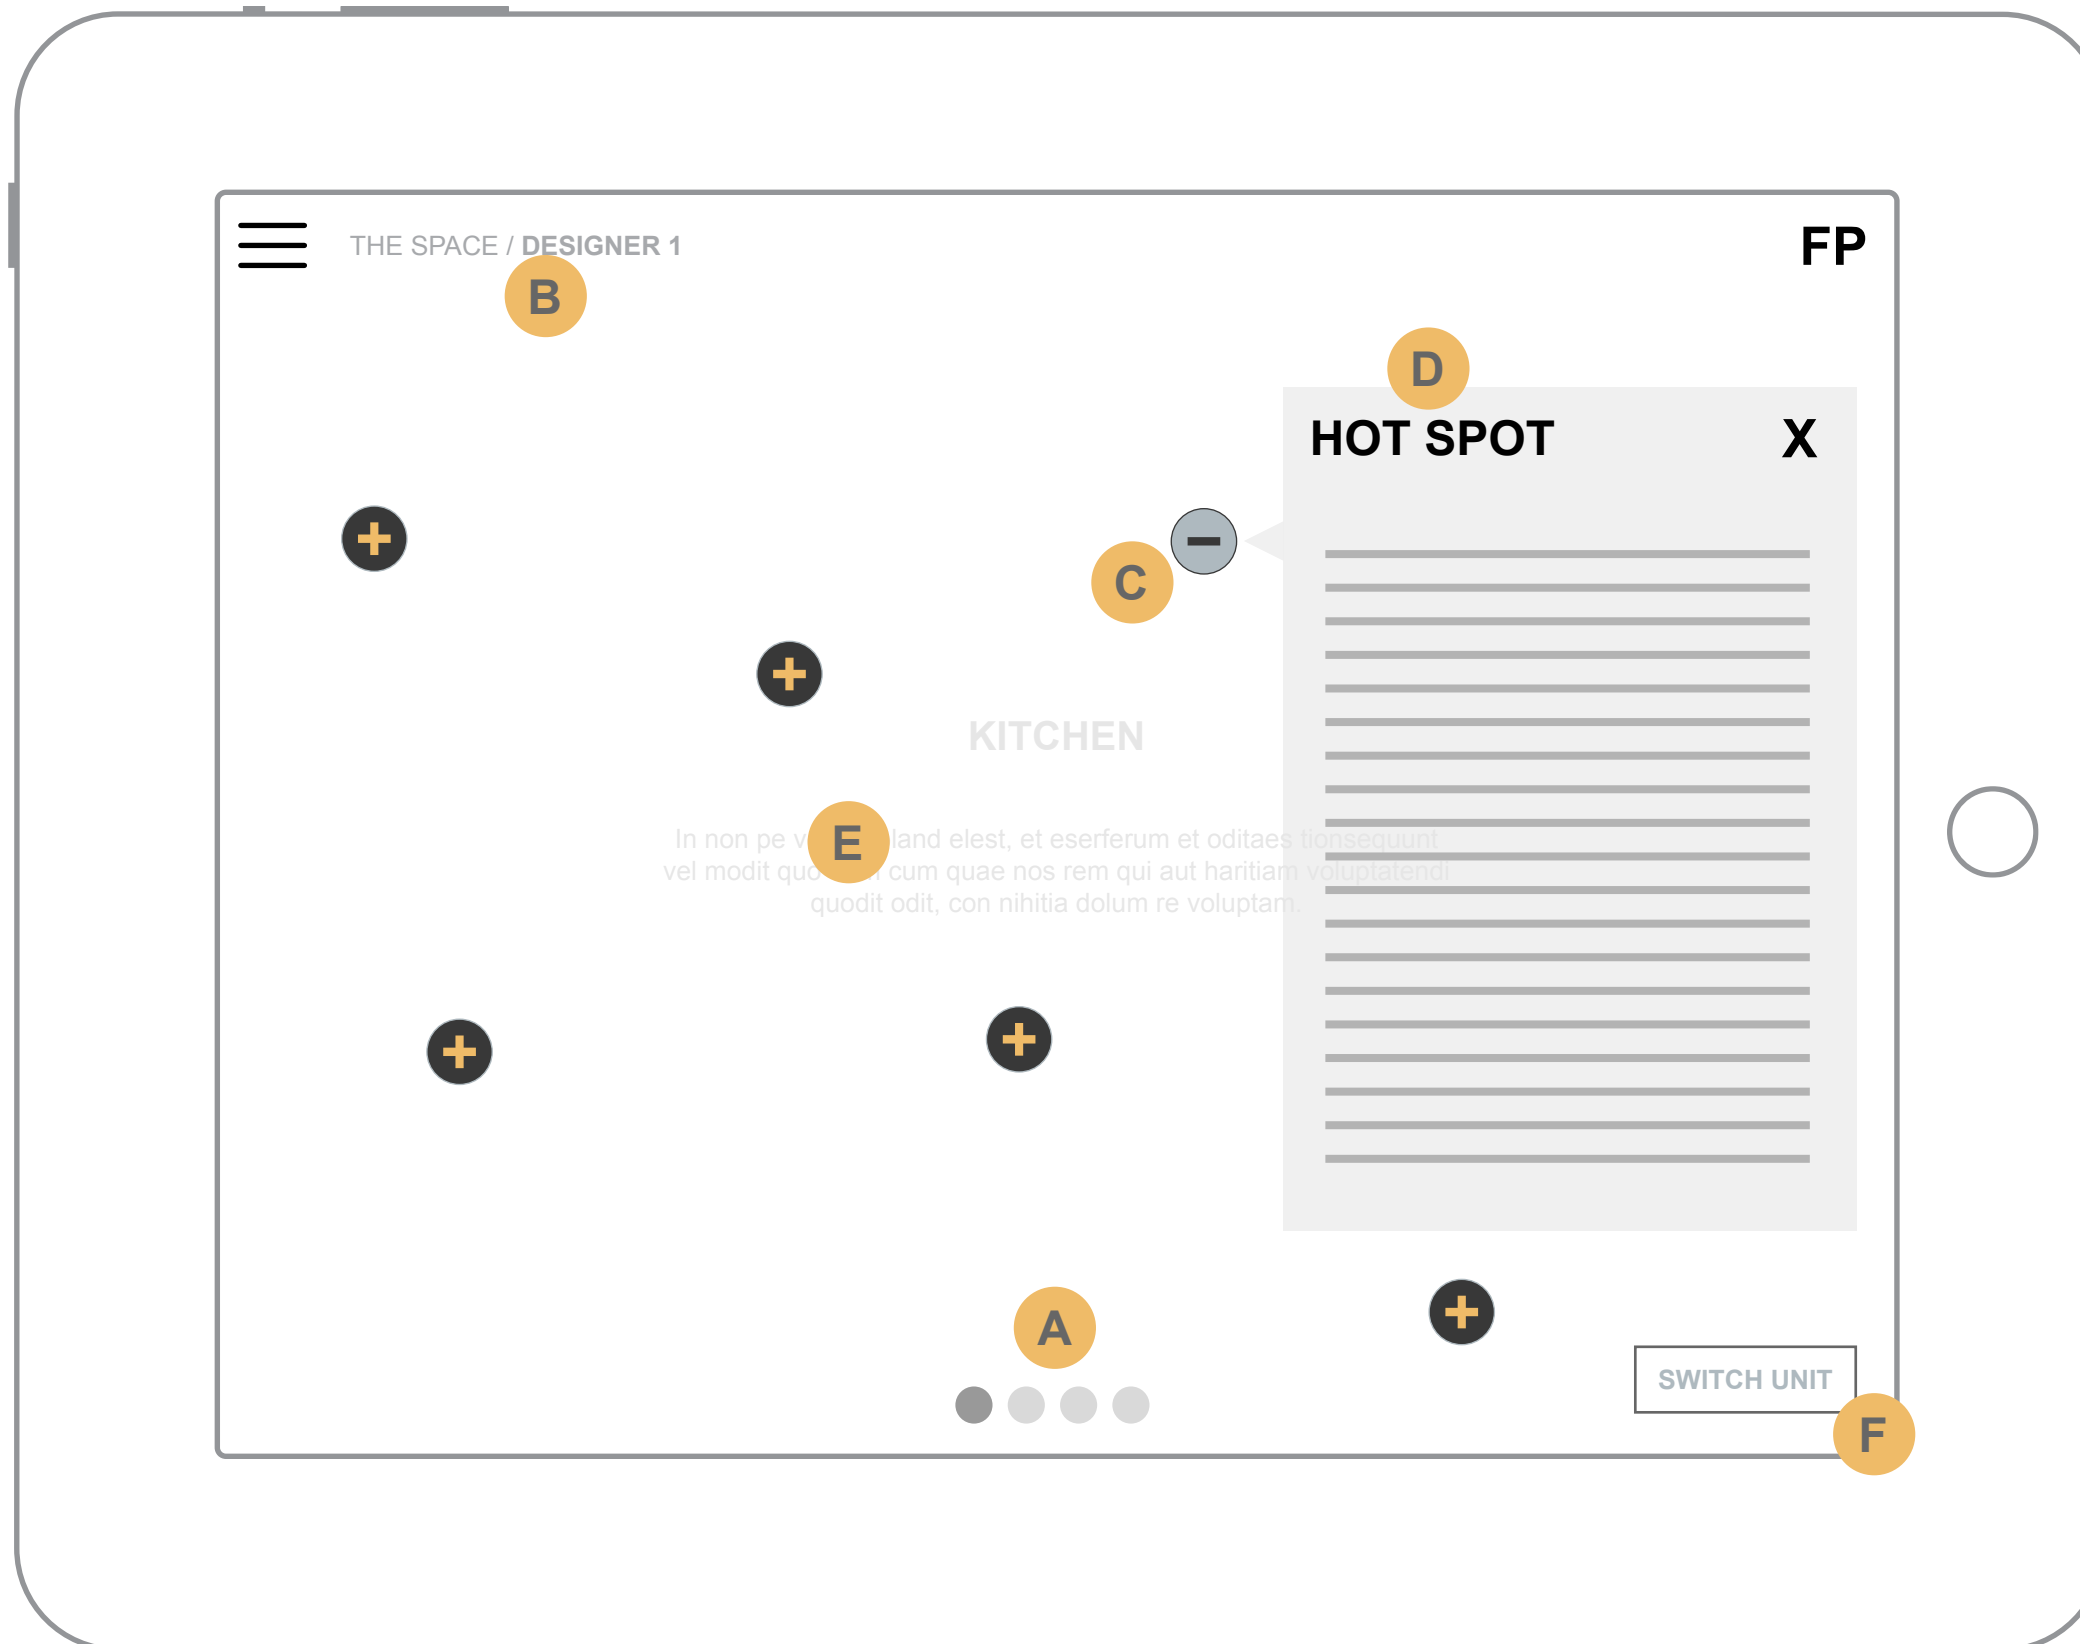 THE SPACE / DESIGNER 1
FP
B
D
HOT SPOT X
C
KITCHEN
E
In non pe land elest, et eserferum et oditaes tionsequunt
vel modit cum quae nos rem qui aut haritiam voluptatendi
quodit odit, con nihitia dolum re voluptam.
A
SWITCH UNIT
F